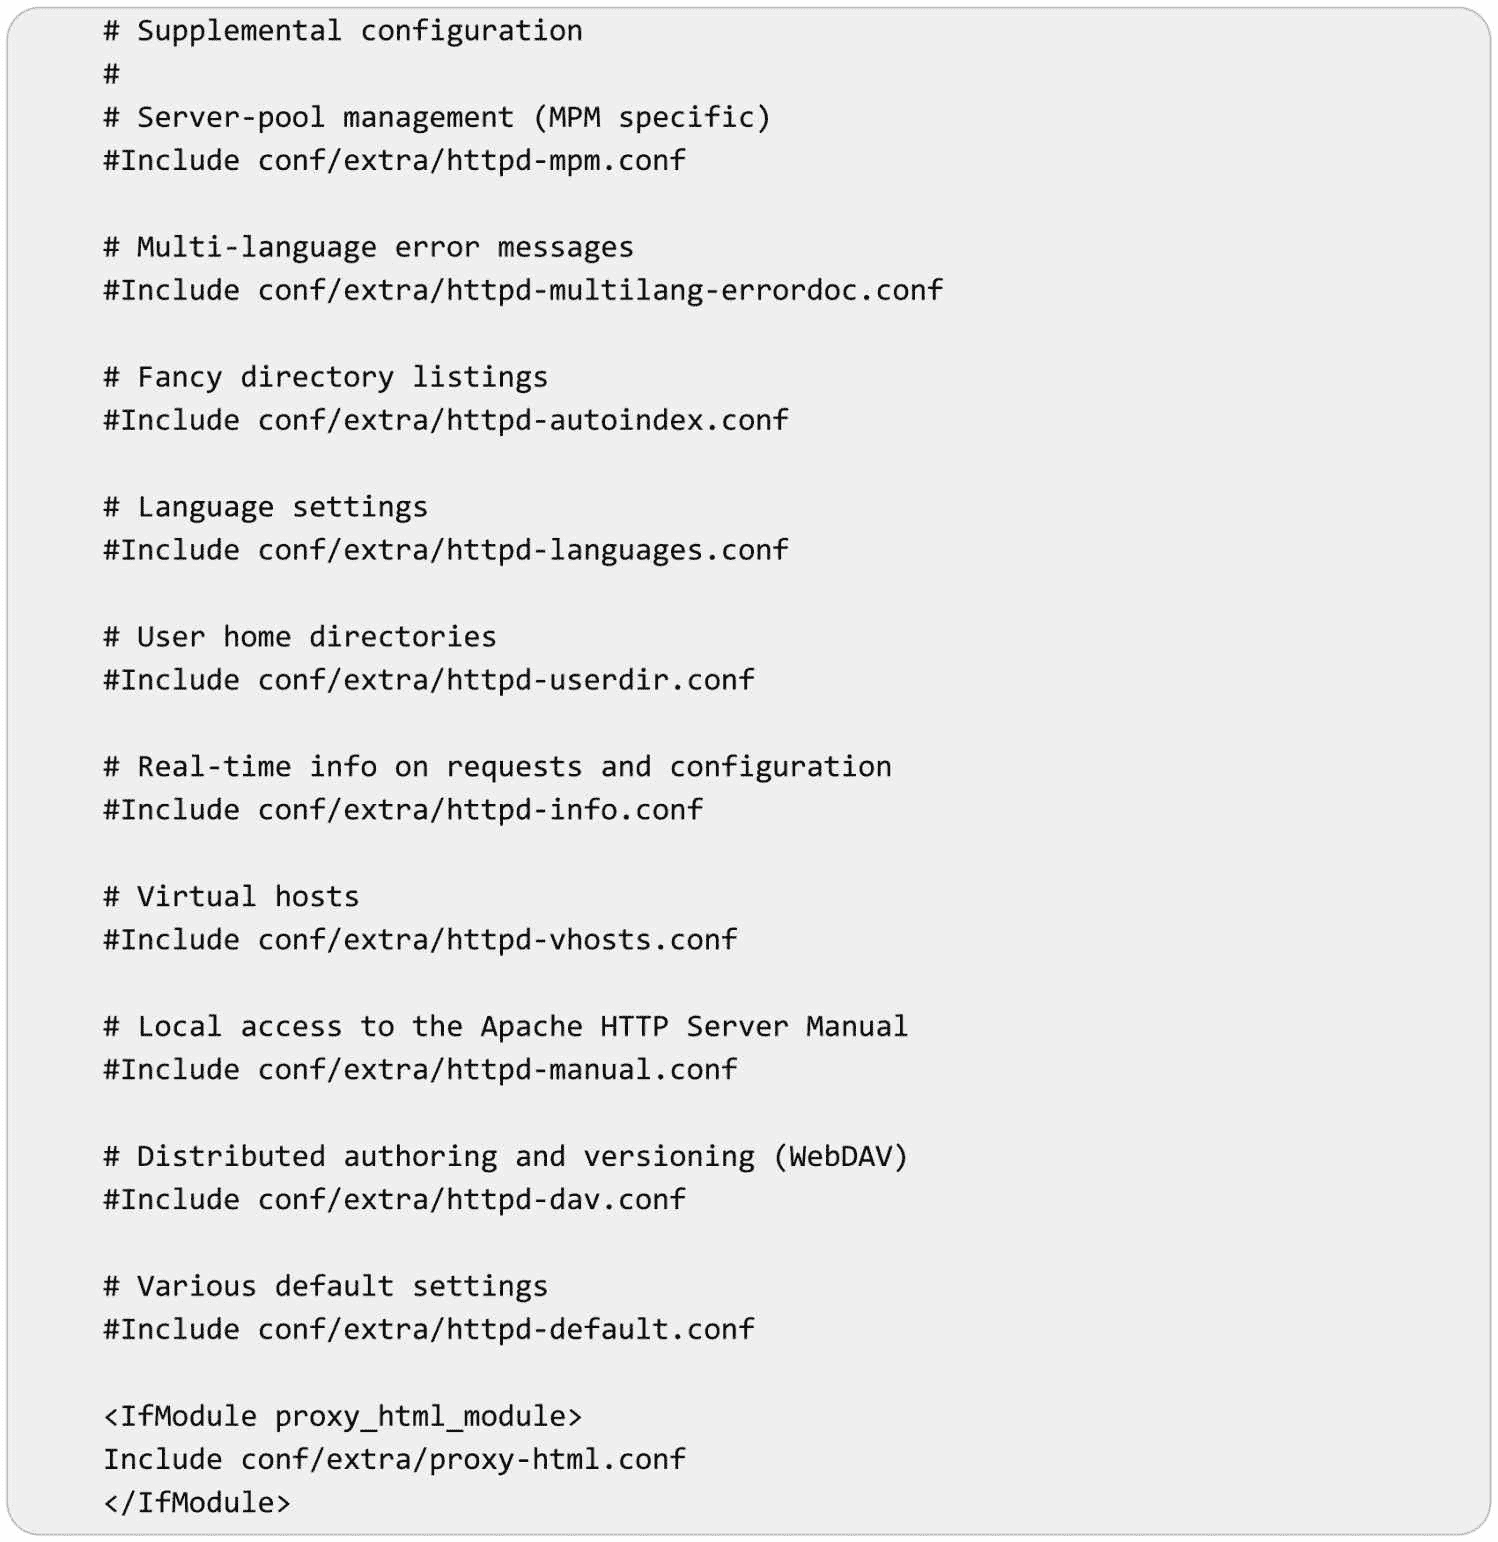 # Supplemental configuration
#
# Server-pool management (MPM specific)
#Include conf/extra/httpd-mpm.conf

# Multi-language error messages
#Include conf/extra/httpd-multilang-errordoc.conf

# Fancy directory listings
#Include conf/extra/httpd-autoindex.conf

# Language settings
#Include conf/extra/httpd-languages.conf

# User home directories
#Include conf/extra/httpd-userdir.conf

# Real-time info on requests and configuration
#Include conf/extra/httpd-info.conf

# Virtual hosts
#Include conf/extra/httpd-vhosts.conf

# Local access to the Apache HTTP Server Manual
#Include conf/extra/httpd-manual.conf

# Distributed authoring and versioning (WebDAV)
#Include conf/extra/httpd-dav.conf

# Various default settings
#Include conf/extra/httpd-default.conf

<IfModule proxy_html_module>
Include conf/extra/proxy-html.conf
</IfModule>